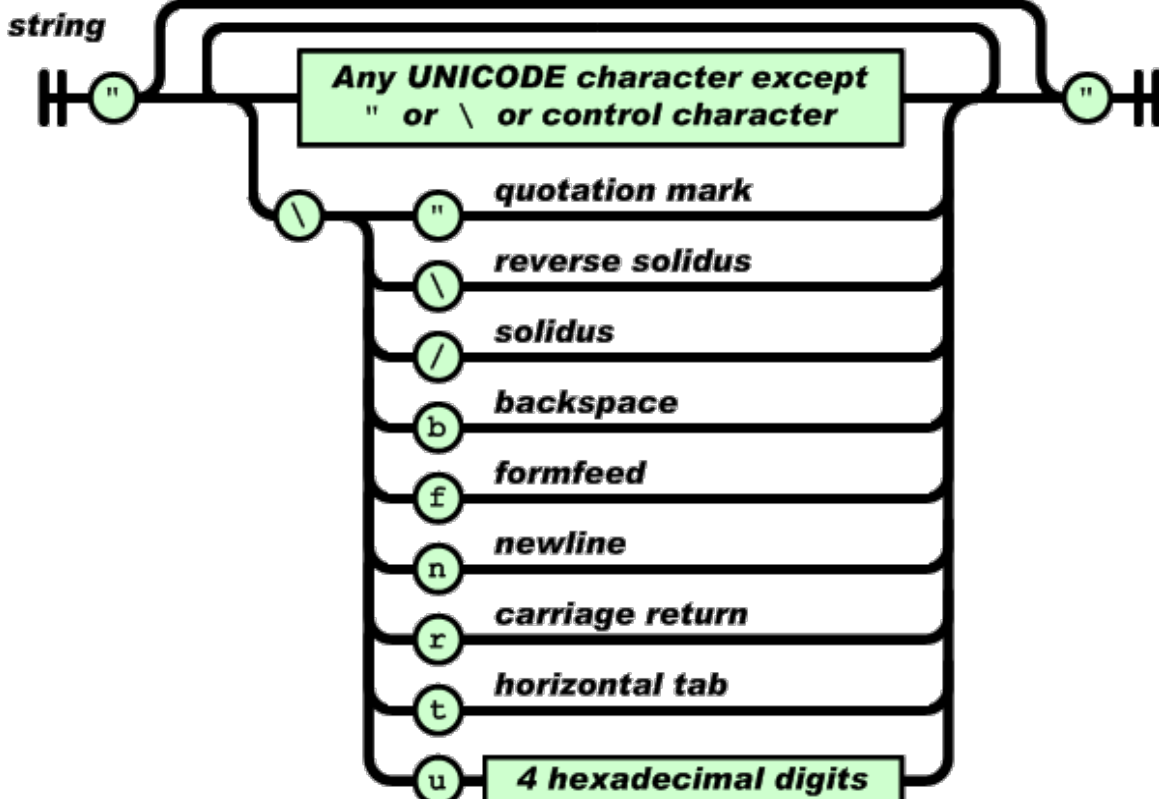 string
"
Any UNICODE character except
" or \ or control character
"
\
" quotation mark
\ reverse solidus
/ solidus
b backspace
f formfeed
n newline
r carriage return
t horizontal tab
u 4 hexadecimal digits